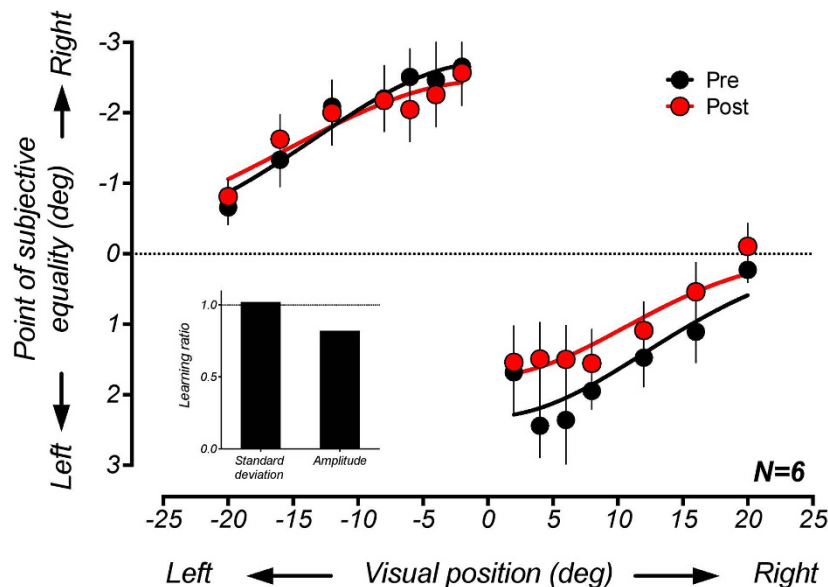 Point of subjective
equality (deg)
Left
Right
-3
-2
-1
0
1
2
3
Pre
Post
Learning ratio
1.0
0.5
0.0
Standard
deviation
Amplitude
N=6
-25 -20 -15 -10 -5 0 5 10 15 20 25
Left Visual position (deg) Right